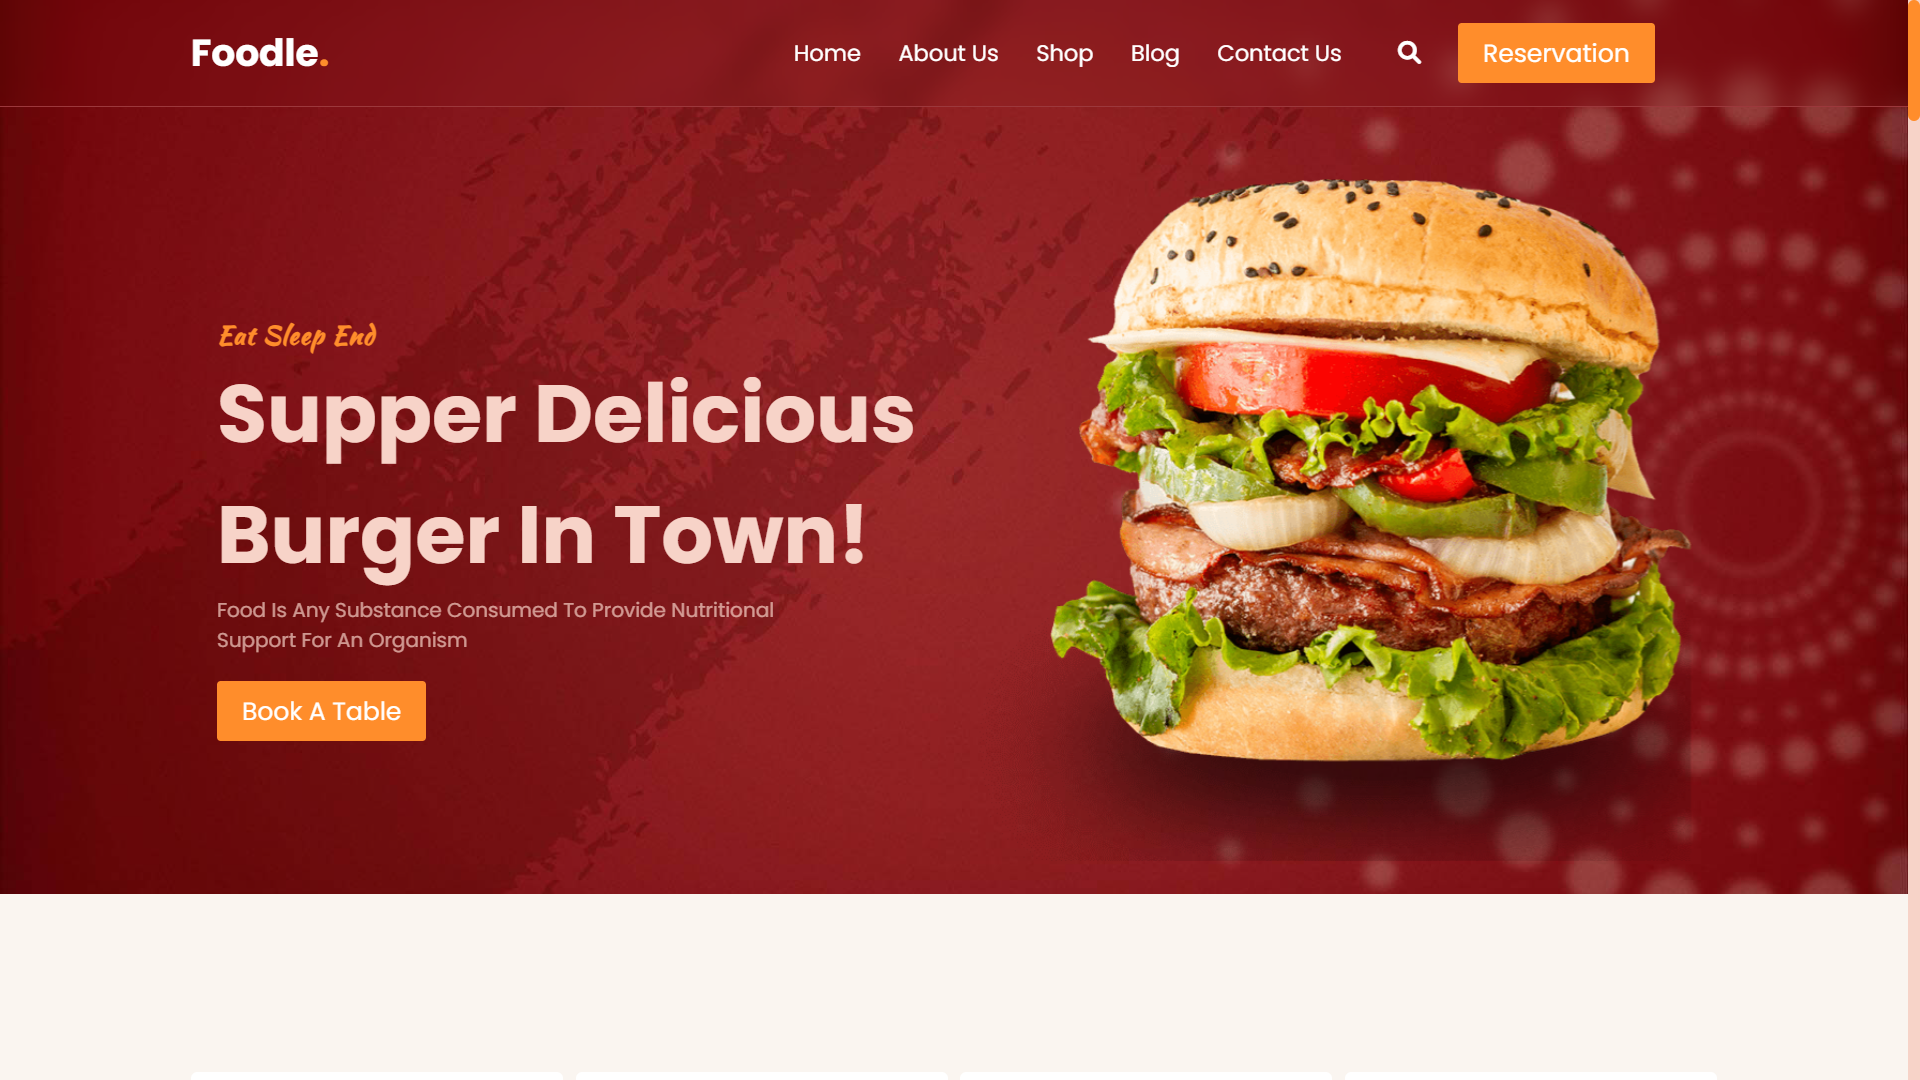 Foodle.
Home About Us Shop Blog Contact Us Reservation
Eat Sleep End
Supper Delicious
Burger In Town!
Food Is Any Substance Consumed To Provide Nutritional
Support For An Organism
Book A Table